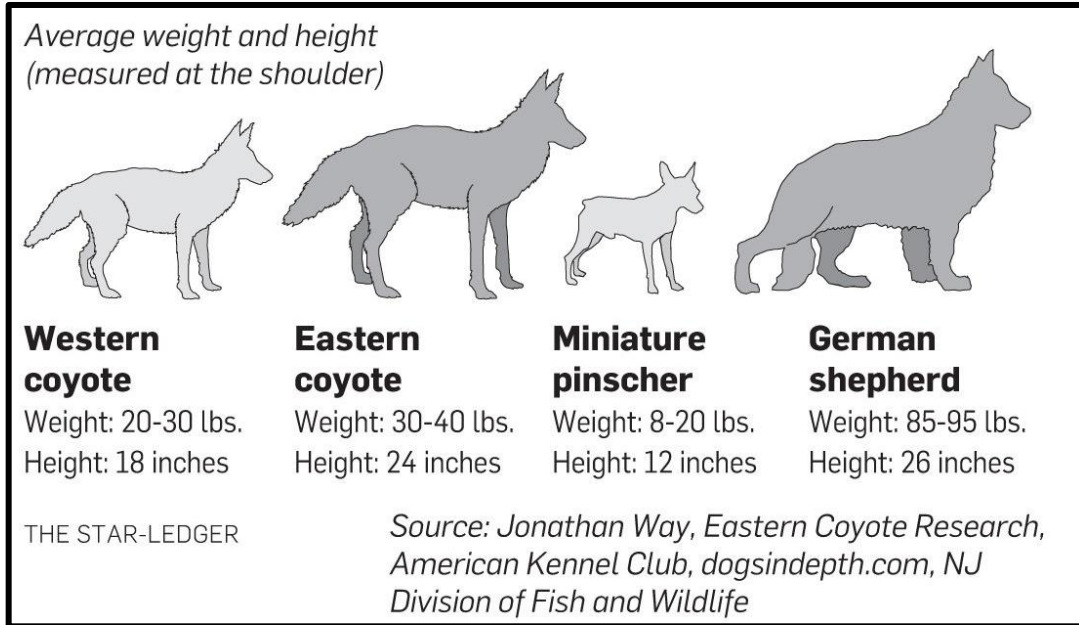 Average weight and height
(measured at the shoulder)
Western
coyote
Weight: 20-30 lbs.
Height: 18 inches
Eastern
coyote
Weight: 30-40 lbs.
Height: 24 inches
Miniature
pinscher
Weight: 8-20 lbs.
Height: 12 inches
German
shepherd
Weight: 85-95 lbs.
Height: 26 inches
THE STAR-LEDGER
Source: Jonathan Way, Eastern Coyote Research,
American Kennel Club, dogsindepth.com, NJ
Division of Fish and Wildlife